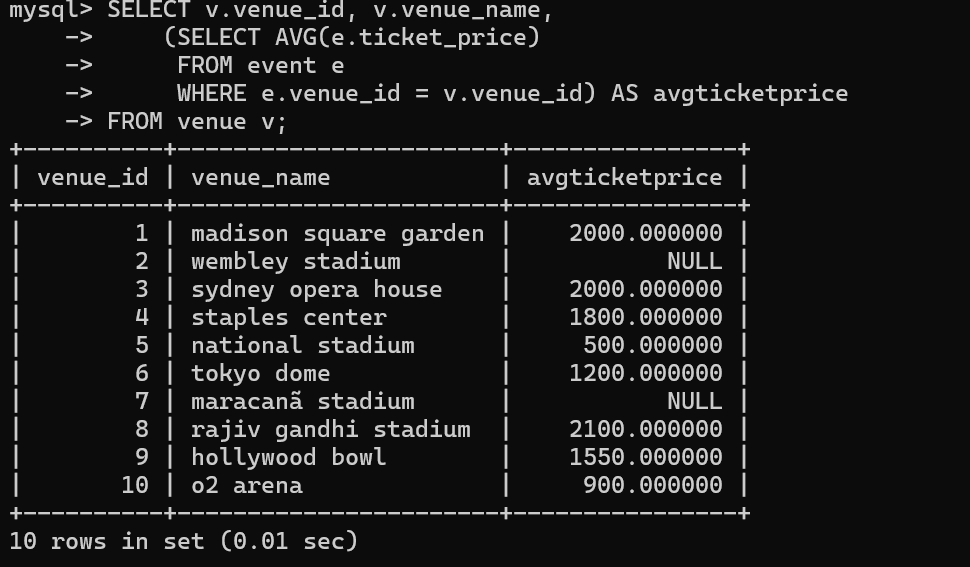 mysql> SELECT v.venue_id, v.venue_name,
    ->     (SELECT AVG(e.ticket_price)
    ->      FROM event e
    ->      WHERE e.venue_id = v.venue_id) AS avgticketprice
    -> FROM venue v;
+----------+-----------------------+----------------+
| venue_id | venue_name            | avgticketprice |
+----------+-----------------------+----------------+
|        1 | madison square garden |    2000.000000 |
|        2 | wembley stadium       |           NULL |
|        3 | sydney opera house    |    2000.000000 |
|        4 | staples center        |    1800.000000 |
|        5 | national stadium      |     500.000000 |
|        6 | tokyo dome            |    1200.000000 |
|        7 | maracanã stadium      |           NULL |
|        8 | rajiv gandhi stadium  |    2100.000000 |
|        9 | hollywood bowl        |    1550.000000 |
|       10 | o2 arena              |     900.000000 |
+----------+-----------------------+----------------+
10 rows in set (0.01 sec)